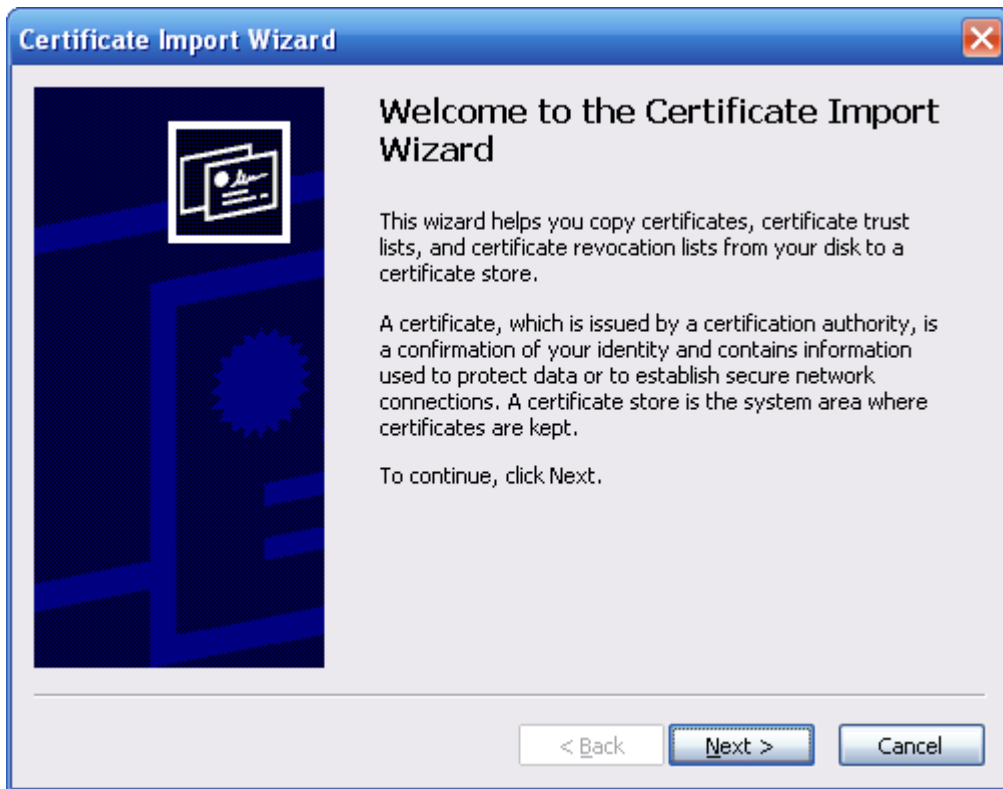 Certificate Import Wizard
Welcome to the Certificate Import
Wizard
This wizard helps you copy certificates, certificate trust
lists, and certificate revocation lists from your disk to a
certificate store.
A certificate, which is issued by a certification authority, is
a confirmation of your identity and contains information
used to protect data or to establish secure network
connections. A certificate store is the system area where
certificates are kept.
To continue, click Next.
< Back Next > Cancel